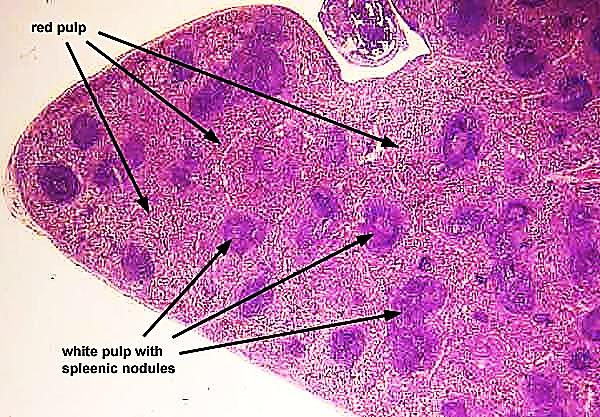 red pulp
white pulp with
spleenic nodules